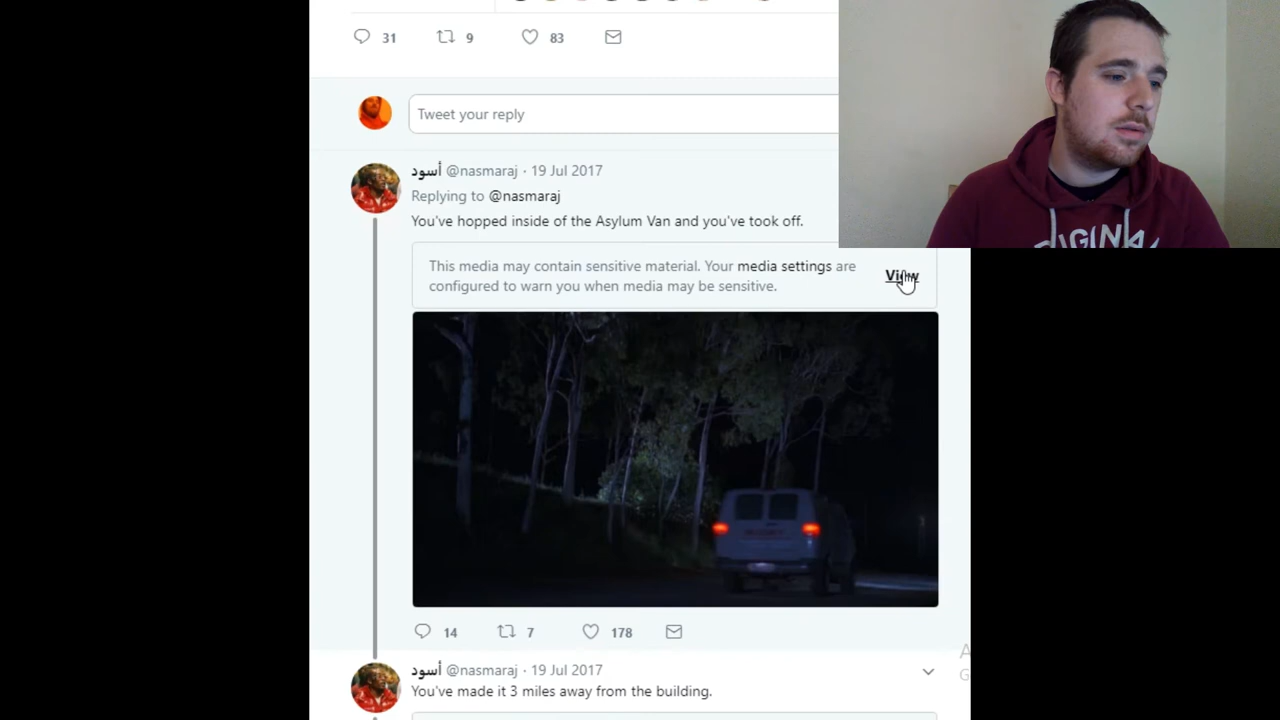 31 9 83
Tweet your reply
أسود @nasmaraj · 19 Jul 2017
Replying to @nasmaraj
You've hopped inside of the Asylum Van and you've took off.
This media may contain sensitive material. Your media settings are
configured to warn you when media may be sensitive.
View
14 7 178
أسود @nasmaraj · 19 Jul 2017
You've made it 3 miles away from the building.
A
G